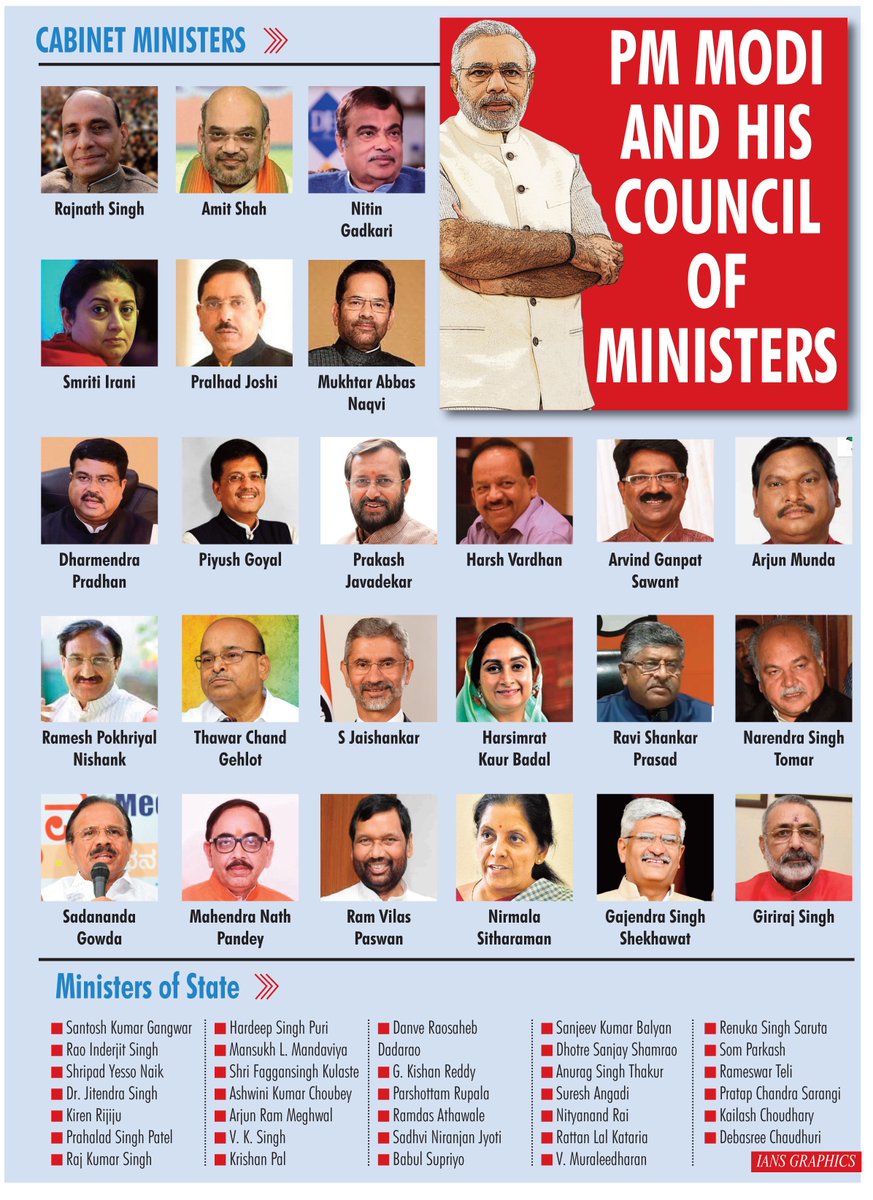 CABINET MINISTERS
PM MODI
AND HIS
COUNCIL
OF
MINISTERS
Rajnath Singh
Amit Shah
Nitin
Gadkari
Smriti Irani
Pralhad Joshi
Mukhtar Abbas
Naqvi
Dharmendra
Pradhan
Piyush Goyal
Prakash
Javadekar
Harsh Vardhan
Arvind Ganpat
Sawant
Arjun Munda
Ramesh Pokhriyal
Nishank
Thawar Chand
Gehlot
S Jaishankar
Harsimrat
Kaur Badal
Ravi Shankar
Prasad
Narendra Singh
Tomar
Sadananda
Gowda
Mahendra Nath
Pandey
Ram Vilas
Paswan
Nirmala
Sitharaman
Gajendra Singh
Shekhawat
Giriraj Singh
Ministers of State
Santosh Kumar Gangwar
Rao Inderjit Singh
Shripad Yesso Naik
Dr. Jitendra Singh
Kiren Rijiju
Prahalad Singh Patel
Raj Kumar Singh
Hardeep Singh Puri
Mansukh L. Mandaviya
Shri Faggansingh Kulaste
Ashwini Kumar Choubey
Arjun Ram Meghwal
V. K. Singh
Krishan Pal
Danve Raosaheb
Dadarao
G. Kishan Reddy
Parshottam Rupala
Ramdas Athawale
Sadhvi Niranjan Jyoti
Babul Supriyo
Sanjeev Kumar Balyan
Dhotre Sanjay Shamrao
Anurag Singh Thakur
Suresh Angadi
Nityanand Rai
Rattan Lal Kataria
V. Muraleedharan
Renuka Singh Saruta
Som Parkash
Rameswar Teli
Pratap Chandra Sarangi
Kailash Choudhary
Debasree Chaudhuri
IANS GRAPHICS